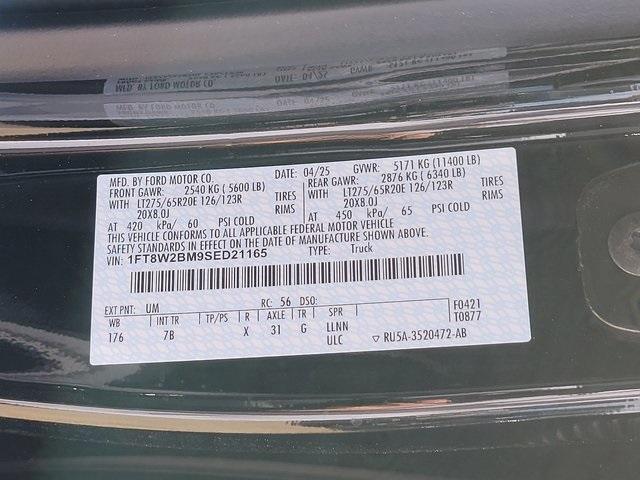 MFD. BY FORD MOTOR CO. DATE: 04/25 GVWR: 5171 KG (11400 LB)
FRONT GAWR: 2540 KG (5600 LB) REAR GAWR: 2876 KG (6340 LB)
WITH LT275/65R20E 126/123R TIRES WITH LT275/65R20E 126/123R TIRES
20X8.0J RIMS 20X8.0J RIMS
AT 420 kPa/ 60 PSI COLD AT 450 kPa/ 65 PSI COLD
THIS VEHICLE CONFORMS TO ALL APPLICABLE FEDERAL MOTOR VEHICLE
SAFETY STANDARDS IN EFFECT ON THE DATE OF MANUFACTURE SHOWN ABOVE.
VIN: 1FT8W2BM9SED21165 TYPE: Truck
EXT PNT: UM RC: 56 DSO: F0421
WB INT TR TP/PS R AXLE TR SPR T0877
176 7B X 31 G LLNN
ULC ▽ RU5A-3520472-AB